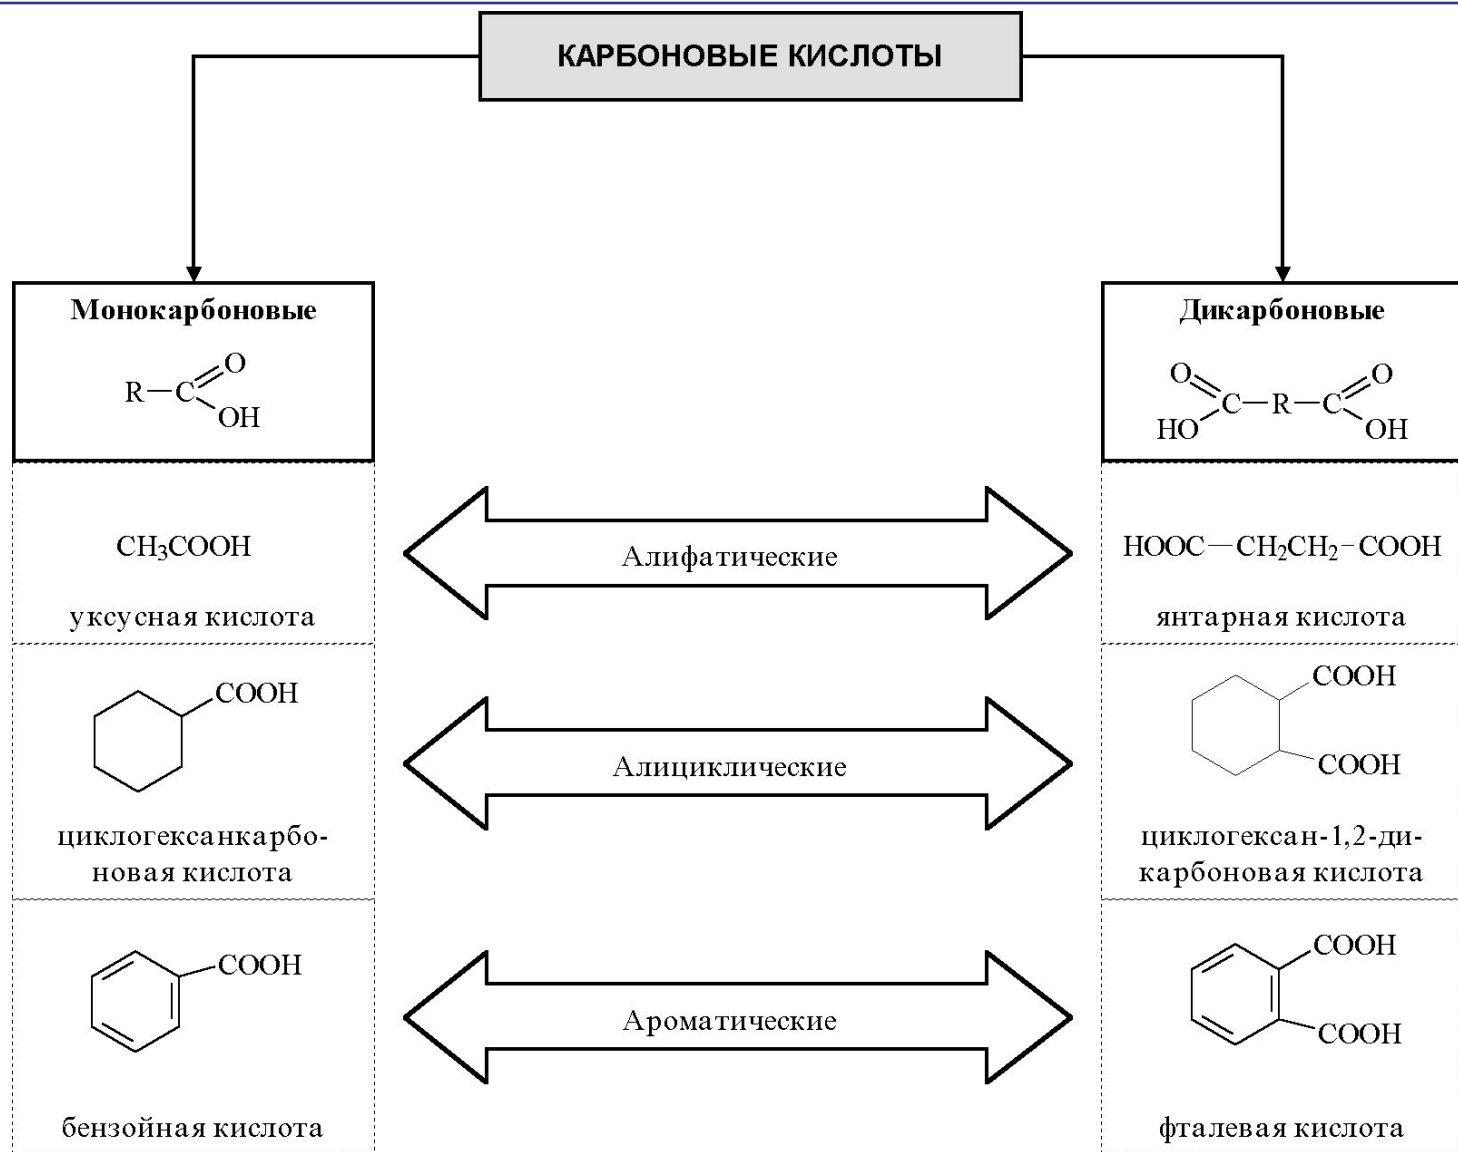 КАРБОНОВЫЕ КИСЛОТЫ
Монокарбоновые
R—C
O
OH
Дикарбоновые
O
HO
C—R—C
O
OH
CH₃COOH
уксусная кислота
Алифатические
HOOC—CH₂CH₂-COOH
янтарная кислота
COOH
циклогексанкарбо-
новая кислота
Алициклические
COOH
COOH
циклогексан-1,2-ди-
карбоновая кислота
COOH
бензойная кислота
Ароматические
COOH
COOH
фталевая кислота